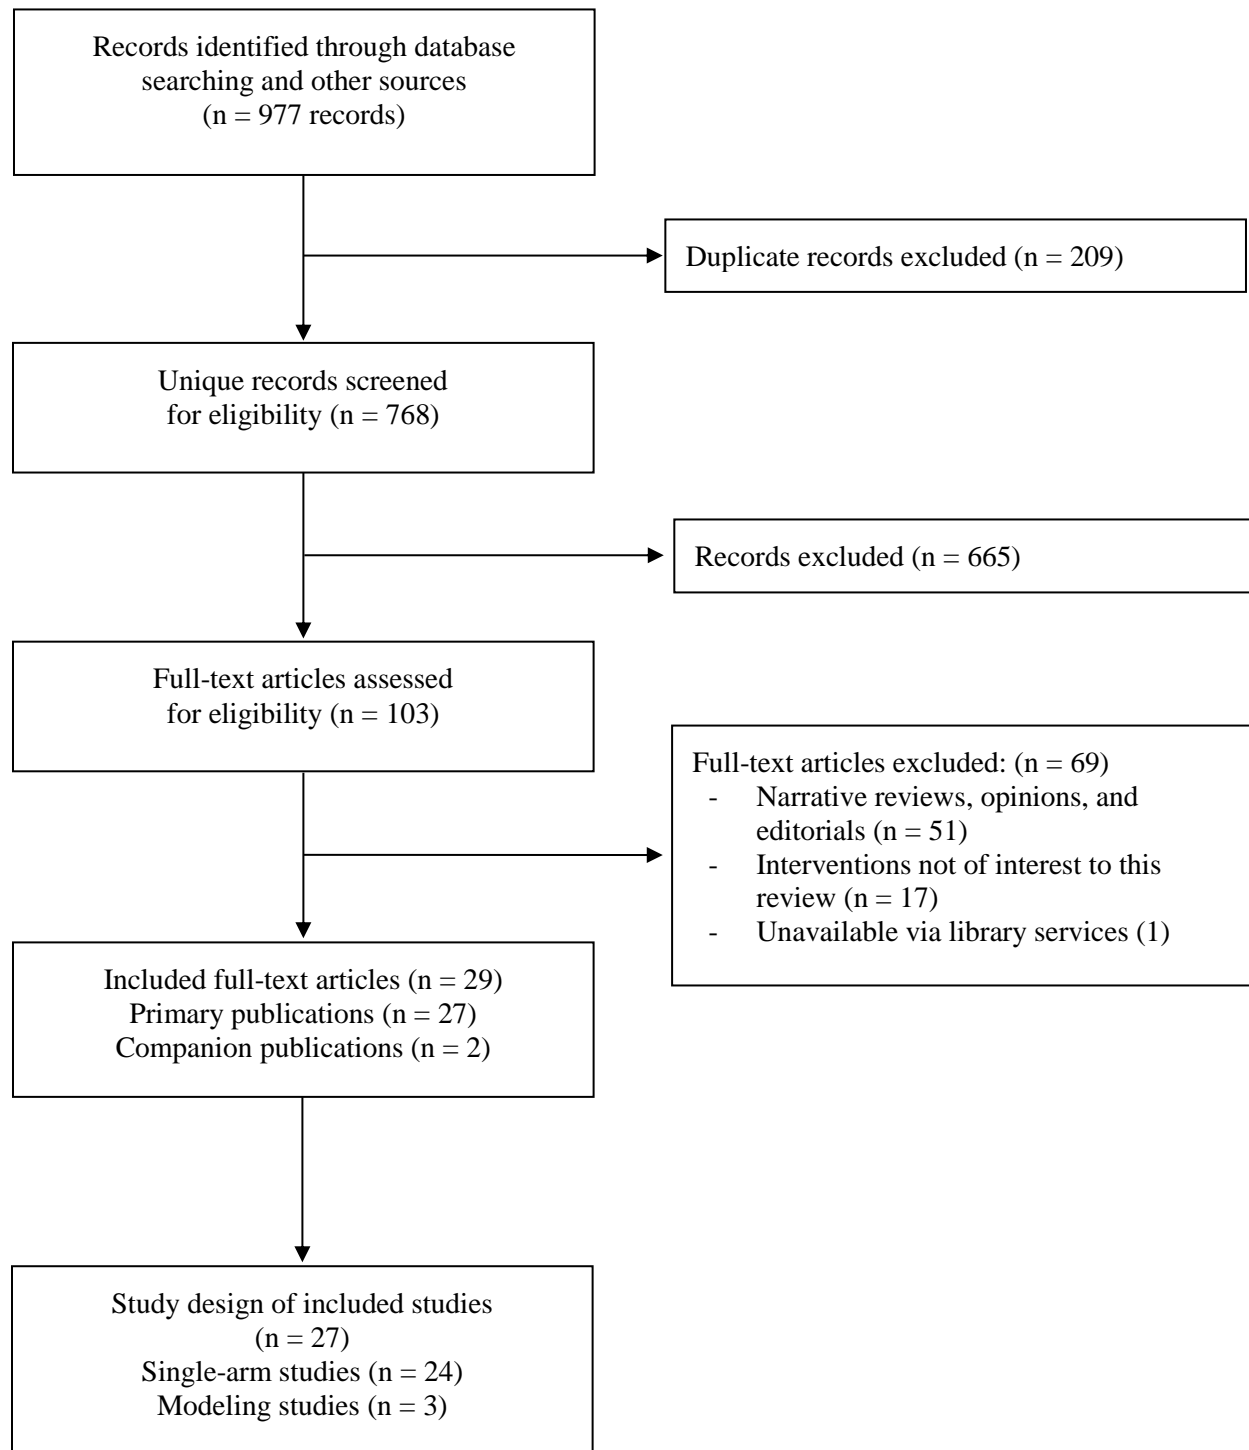 Records identified through database
searching and other sources
(n = 977 records)
Duplicate records excluded (n = 209)
Unique records screened
for eligibility (n = 768)
Records excluded (n = 665)
Full-text articles assessed
for eligibility (n = 103)
Full-text articles excluded: (n = 69)
- Narrative reviews, opinions, and
editorials (n = 51)
- Interventions not of interest to this
review (n = 17)
- Unavailable via library services (1)
Included full-text articles (n = 29)
Primary publications (n = 27)
Companion publications (n = 2)
Study design of included studies
(n = 27)
Single-arm studies (n = 24)
Modeling studies (n = 3)